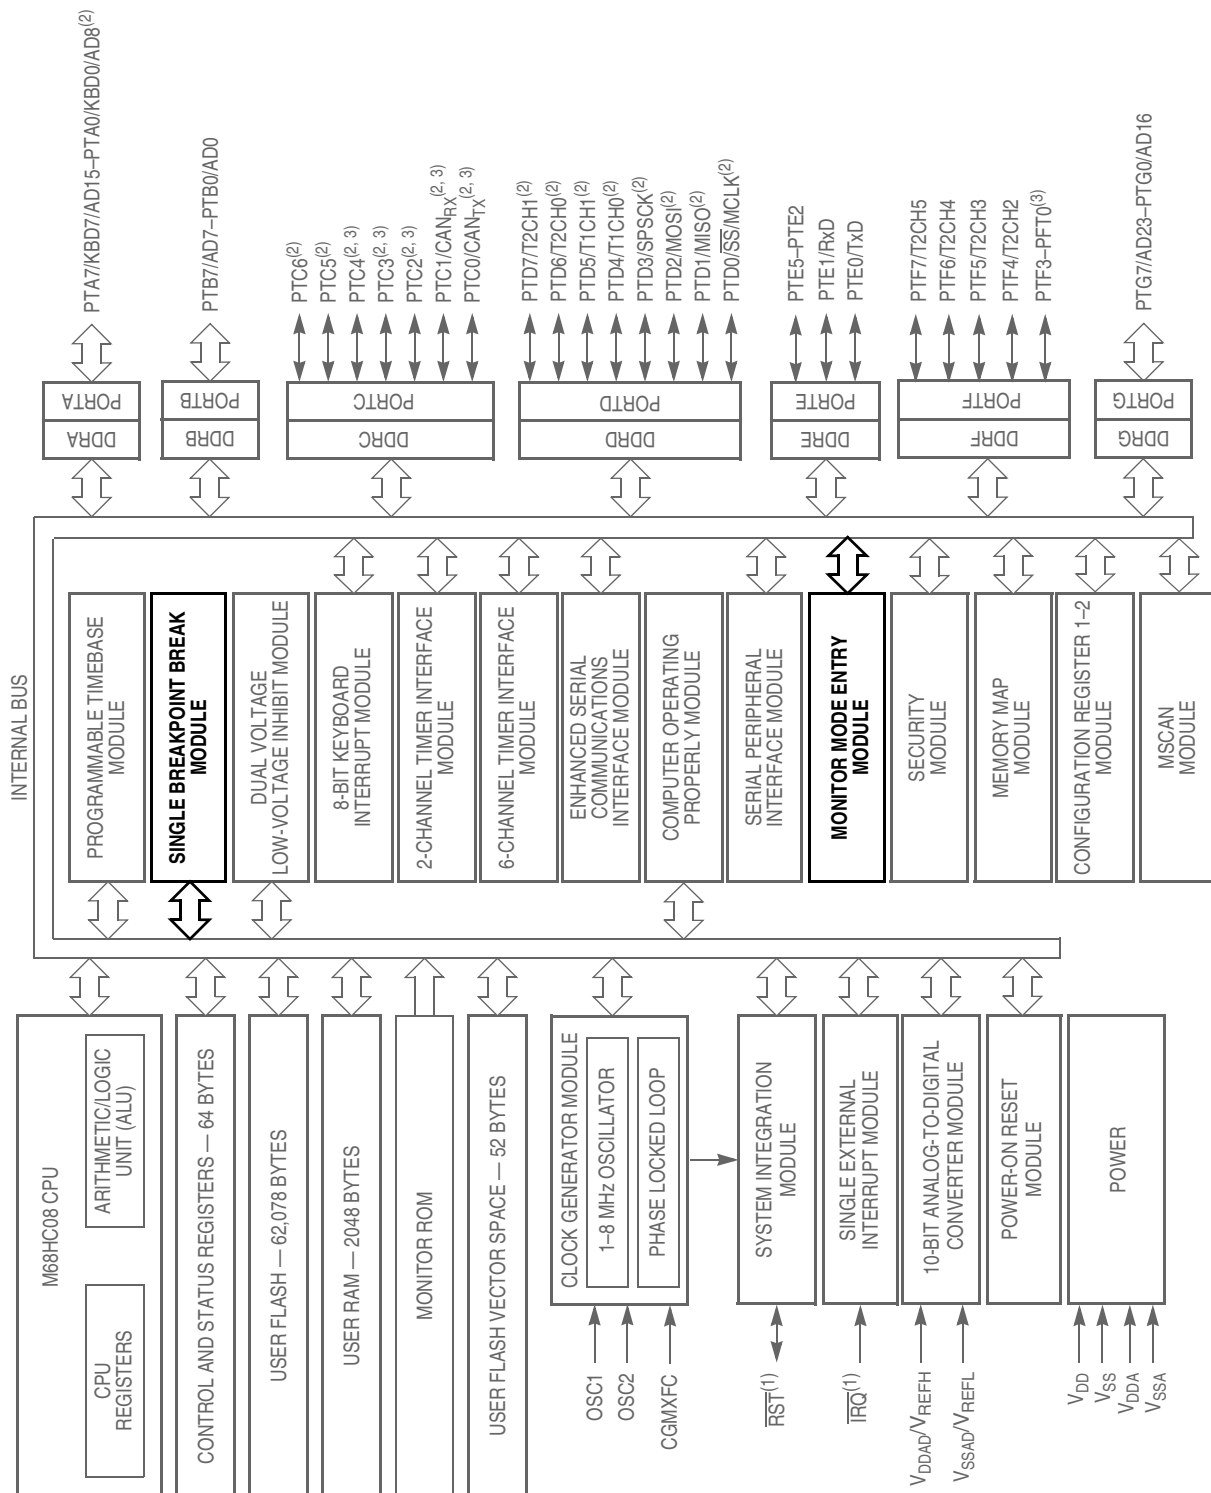 M68HC08 CPU
CPU
REGISTERS
ARITHMETIC/LOGIC
UNIT (ALU)
CONTROL AND STATUS REGISTERS — 64 BYTES
USER FLASH — 62,078 BYTES
USER RAM — 2048 BYTES
MONITOR ROM
USER FLASH VECTOR SPACE — 52 BYTES
CLOCK GENERATOR MODULE
1–8 MHz OSCILLATOR
PHASE LOCKED LOOP
OSC1
OSC2
CGMXFC
SYSTEM INTEGRATION
MODULE
RST(1)
SINGLE EXTERNAL
INTERRUPT MODULE
IRQ(1)
10-BIT ANALOG-TO-DIGITAL
CONVERTER MODULE
VDDAD/VREFH
VSSAD/VREFL
POWER-ON RESET
MODULE
POWER
VDD
VSS
VDDA
VSSA
INTERNAL BUS
PROGRAMMABLE TIMEBASE
MODULE
SINGLE BREAKPOINT BREAK
MODULE
DUAL VOLTAGE
LOW-VOLTAGE INHIBIT MODULE
8-BIT KEYBOARD
INTERRUPT MODULE
2-CHANNEL TIMER INTERFACE
MODULE
6-CHANNEL TIMER INTERFACE
MODULE
ENHANCED SERIAL
COMMUNICATIONS
INTERFACE MODULE
COMPUTER OPERATING
PROPERLY MODULE
SERIAL PERIPHERAL
INTERFACE MODULE
MONITOR MODE ENTRY
MODULE
SECURITY
MODULE
MEMORY MAP
MODULE
CONFIGURATION REGISTER 1–2
MODULE
MSCAN
MODULE
DDRA
PORTA
PTA7/KBD7/AD15–PTA0/KBD0/AD8(2)
DDRB
PORTB
PTB7/AD7–PTB0/AD0
DDRC
PORTC
PTC6(2)
PTC5(2)
PTC4(2, 3)
PTC3(2, 3)
PTC2(2, 3)
PTC1/CANRX(2, 3)
PTC0/CANTX(2, 3)
DDRD
PORTD
PTD7/T2CH1(2)
PTD6/T2CH0(2)
PTD5/T1CH1(2)
PTD4/T1CH0(2)
PTD3/SPSCK(2)
PTD2/MOSI(2)
PTD1/MISO(2)
PTD0/SS/MCLK(2)
DDRE
PORTE
PTE5–PTE2
PTE1/RxD
PTE0/TxD
DDRF
PORTF
PTF7/T2CH5
PTF6/T2CH4
PTF5/T2CH3
PTF4/T2CH2
PTF3–PFT0(3)
DDRG
PORTG
PTG7/AD23–PTG0/AD16